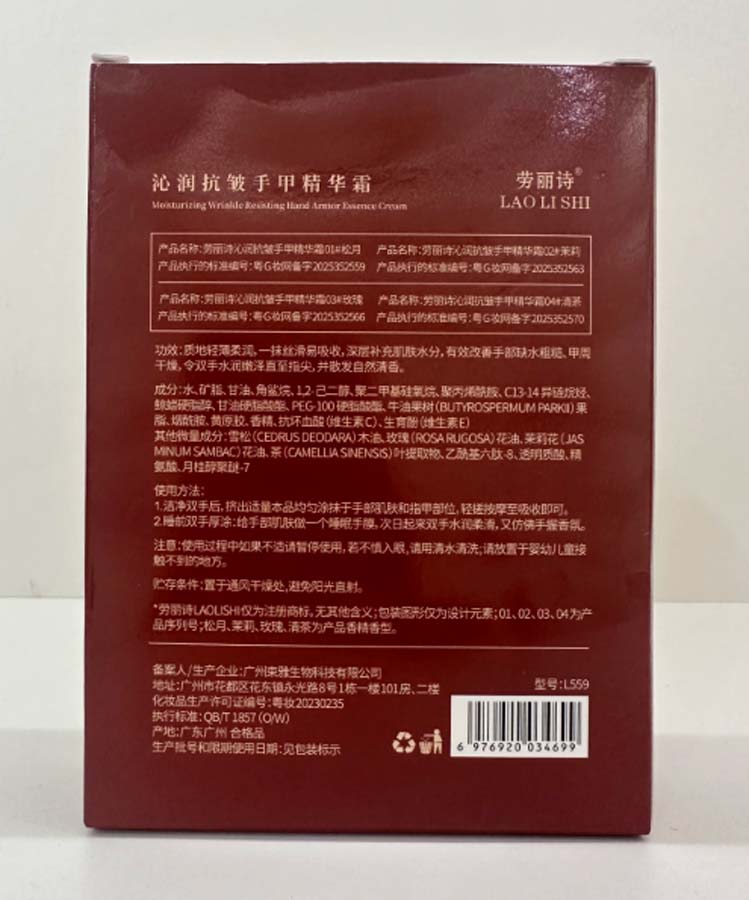 沁润抗皱手甲精华霜
Moisturizing Wrinkle Resisting Hand Armor Essence Cream
劳丽诗®
LAO LI SHI
产品名称:劳丽诗沁润抗皱手甲精华霜01#松月
产品执行的标准编号:粤G妆网备字2025352559
产品名称:劳丽诗沁润抗皱手甲精华霜02#茉莉
产品执行的标准编号:粤G妆网备字2025352563
产品名称:劳丽诗沁润抗皱手甲精华霜03#玫瑰
产品执行的标准编号:粤G妆网备字2025352566
产品名称:劳丽诗沁润抗皱手甲精华霜04#清茶
产品执行的标准编号:粤G妆网备字2025352570
功效:质地轻薄柔润,一抹丝滑易吸收,深层补充肌肤水分,有效改善手部缺水粗糙、甲周
干燥,令双手水润嫩泽直至指尖,并散发自然清香。
成分:水、矿脂、甘油、角鲨烷、1,2-己二醇、聚二甲基硅氧烷、聚丙烯酰胺、C13-14异链烷烃、
鲸蜡硬脂醇、甘油硬脂酸酯、PEG-100硬脂酸酯、牛油果树(BUTYROSPERMUM PARKII)果
脂、烟酰胺、黄原胶、香精、抗坏血酸(维生素C)、生育酚(维生素E)
其他微量成分:雪松(CEDRUS DEODARA)木油、玫瑰(ROSA RUGOSA)花油、茉莉花(JAS
MINUM SAMBAC)花油、茶(CAMELLIA SINENSIS)叶提取物、乙酰基六肽-8、透明质酸、精
氨酸、月桂醇聚醚-7
使用方法:
1.洁净双手后,挤出适量本品均匀涂抹于手部肌肤和指甲部位,轻搓按摩至吸收即可。
2.睡前双手厚涂:给手部肌肤做一个睡眠手膜,次日起来双手水润柔滑,又仿佛手握香氛。
注意:使用过程中如果不适请暂停使用,若不慎入眼,请用清水清洗;请放置于婴幼儿童接
触不到的地方。
贮存条件:置于通风干燥处,避免阳光直射。
*劳丽诗LAOLISHI仅为注册商标,无其他含义;包装图形仅为设计元素;01、02、03、04为产
品序列号;松月、茉莉、玫瑰、清茶为产品香精香型。
备案人/生产企业:广州束雅生物科技有限公司
地址:广州市花都区花东镇永光路8号1栋一楼101房、二楼
化妆品生产许可证编号:粤妆20230235
执行标准:QB/T 1857(O/W)
产地:广东广州 合格品
生产批号和限期使用日期:见包装标示
型号:L559
6 976920 034699